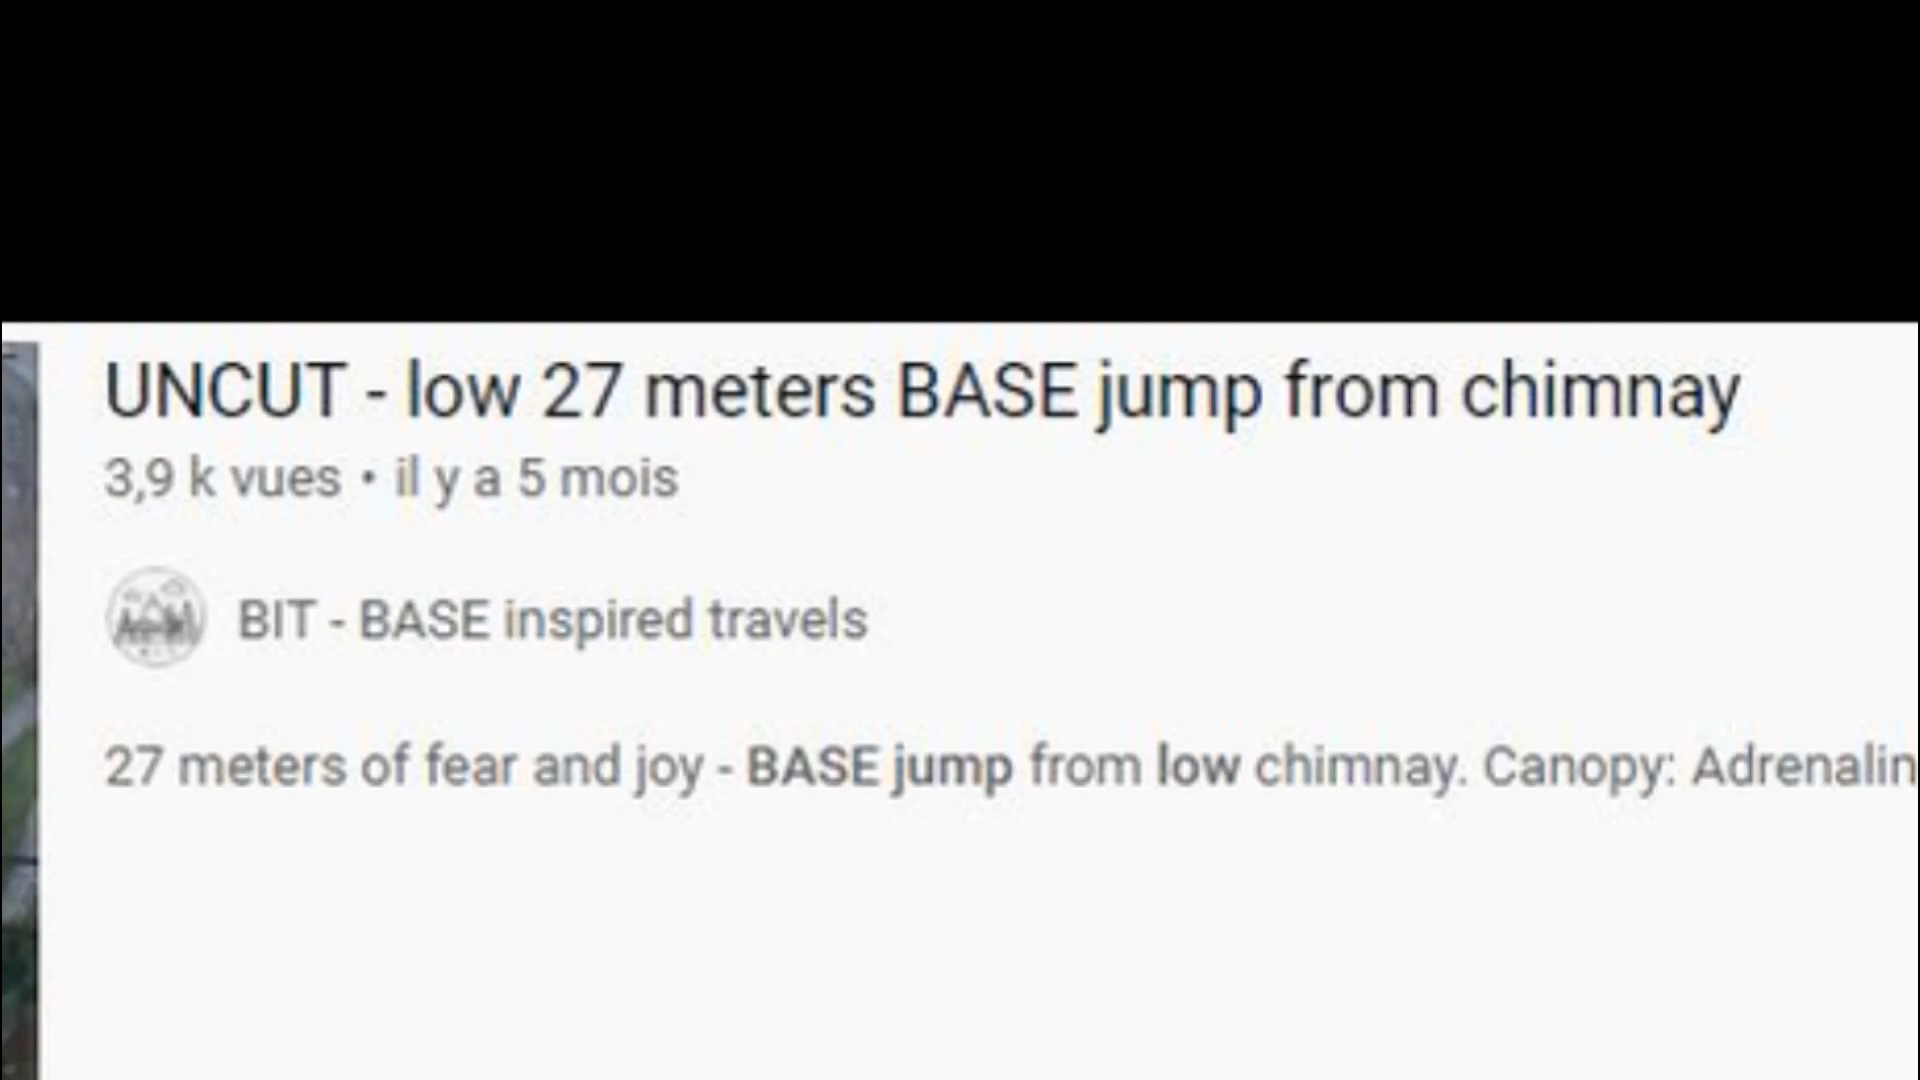 UNCUT - low 27 meters BASE jump from chimnay
3,9 k vues • il y a 5 mois
BIT - BASE inspired travels
27 meters of fear and joy - BASE jump from low chimnay. Canopy: Adrenalin